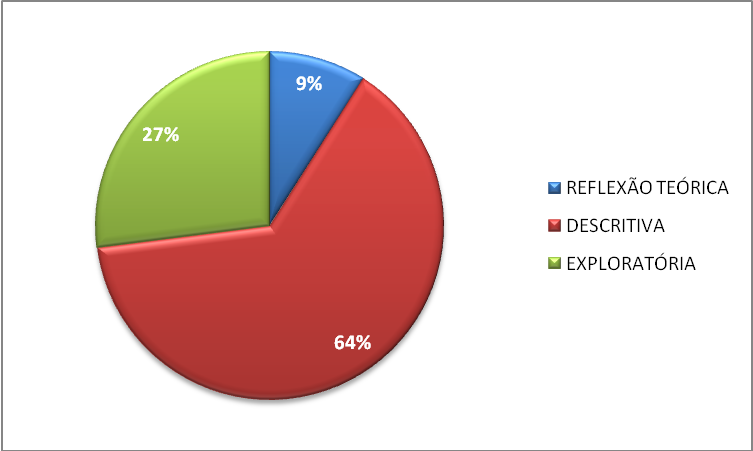 9%
27%
64%
REFLEXÃO TEÓRICA
DESCRITIVA
EXPLORATÓRIA